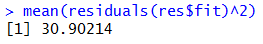 > mean(residuals(res$fit)^2)
[1] 30.90214